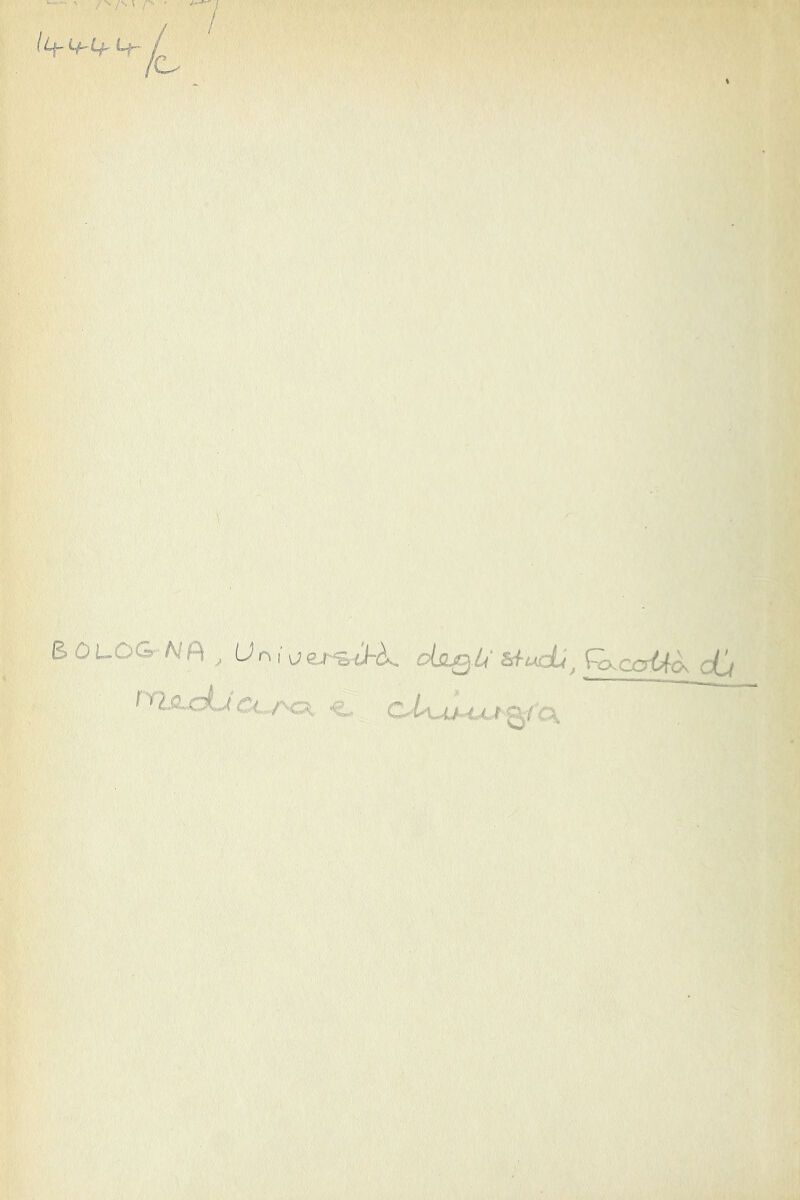 14444/C
BOLOGNA, Università degli studi, Facoltà di
medicina e chirurgia